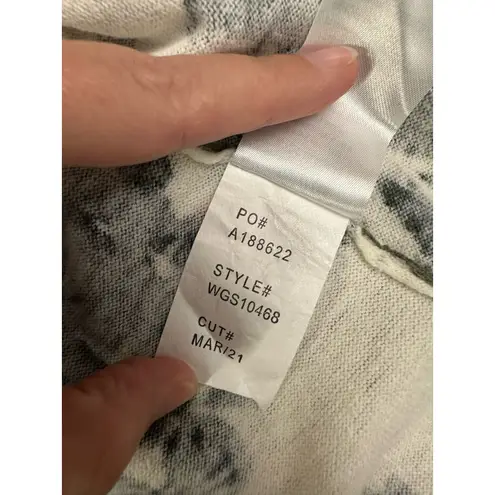 PO#
A188622
STYLE#
WGS10468
CUT#
MAR/21